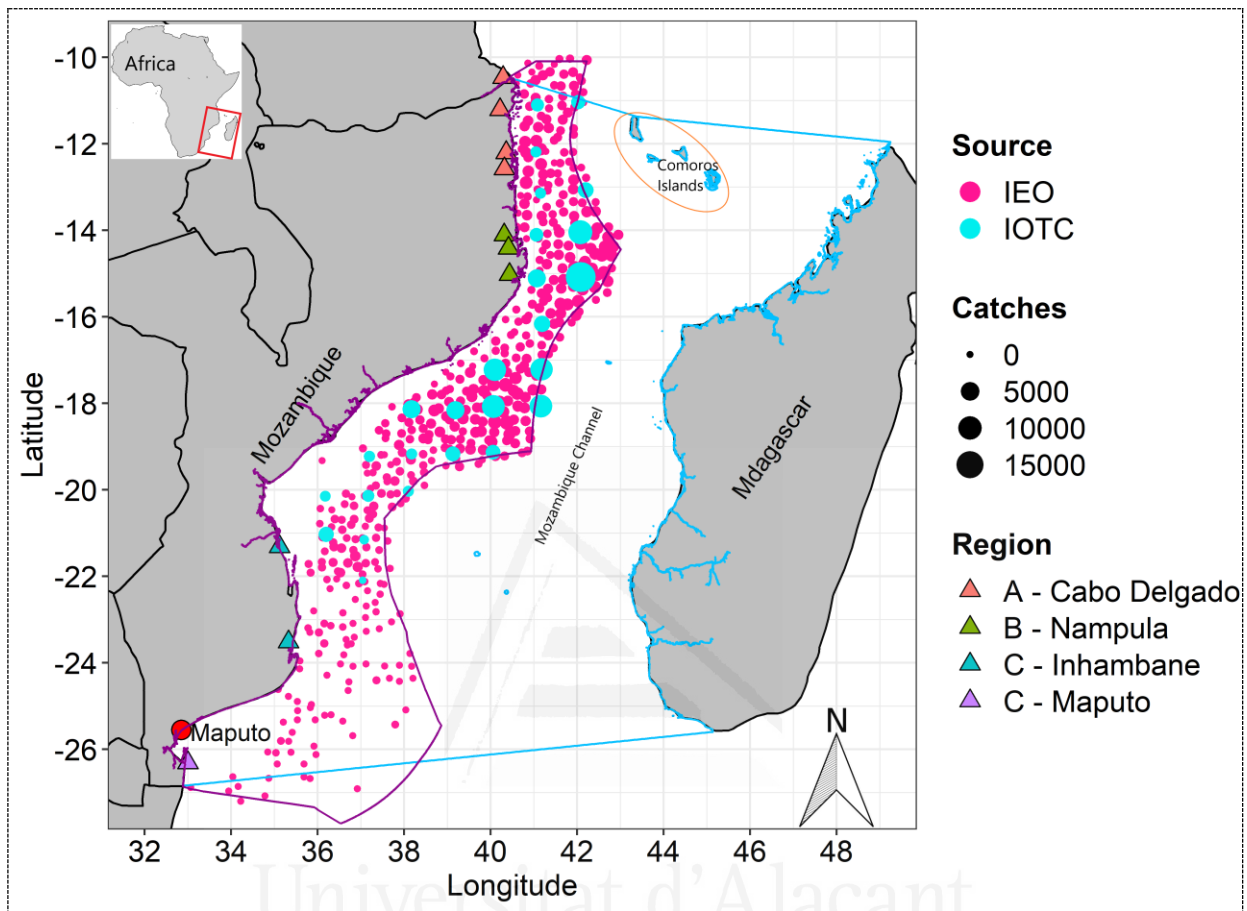 Africa
8
-10
-12
-14
-16
-18
-20
-22
-24
-26
Latitude
32
34
36
38
40
42
44
46
48
Longitude
Comoros
Islands
Mozambique
Mozambique Channel
Mdagascar
Maputo
N
Source
IEO
IOTC
Catches
0
5000
10000
15000
Region
A - Cabo Delgado
B - Nampula
C - Inhambane
C - Maputo
Universitat d'Alacant